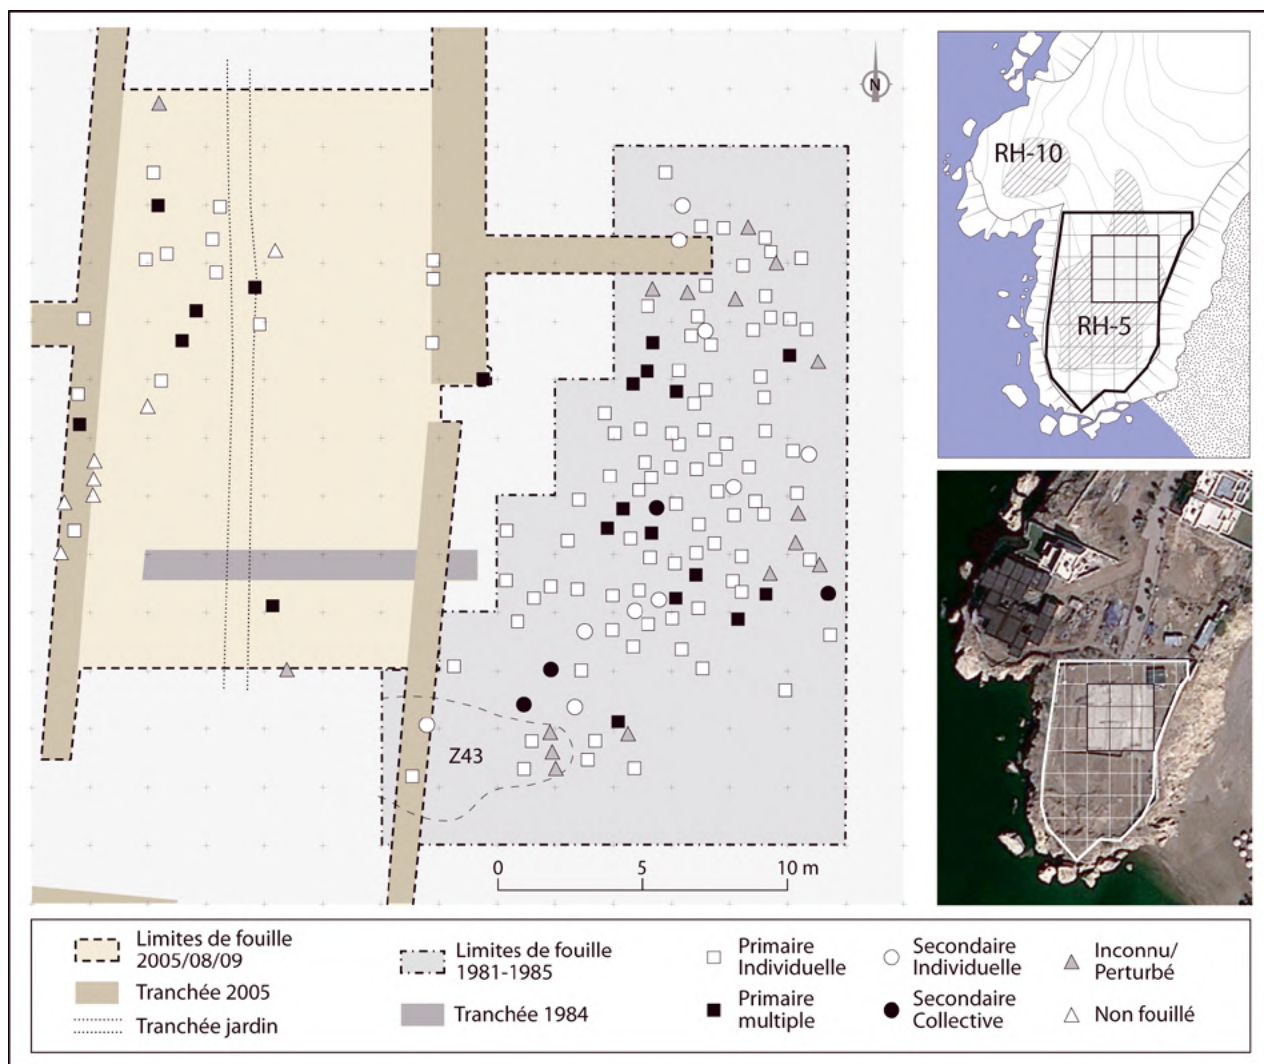 N
RH-10
RH-5
Z43
0
5
10 m
Limites de fouille
2005/08/09
Tranchée 2005
Tranchée jardin
Limites de fouille
1981-1985
Tranchée 1984
Primaire
Individuelle
Primaire
multiple
Secondaire
Individuelle
Secondaire
Collective
Inconnu/
Perturbé
Non fouillé